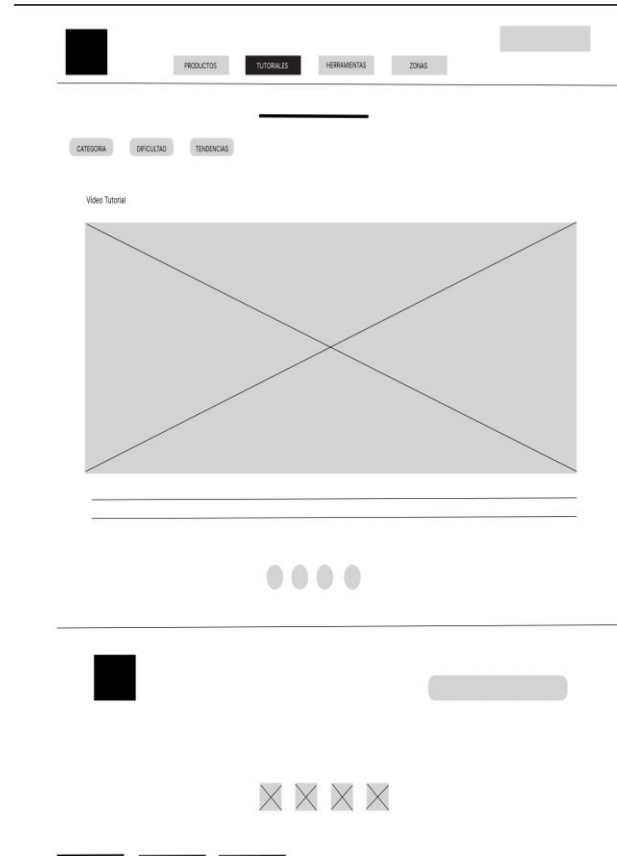 PRODUCTOS TUTORIALES HERRAMIENTAS ZONAS
CATEGORIA DIFICULTAD TENDENCIAS
Video Tutorial